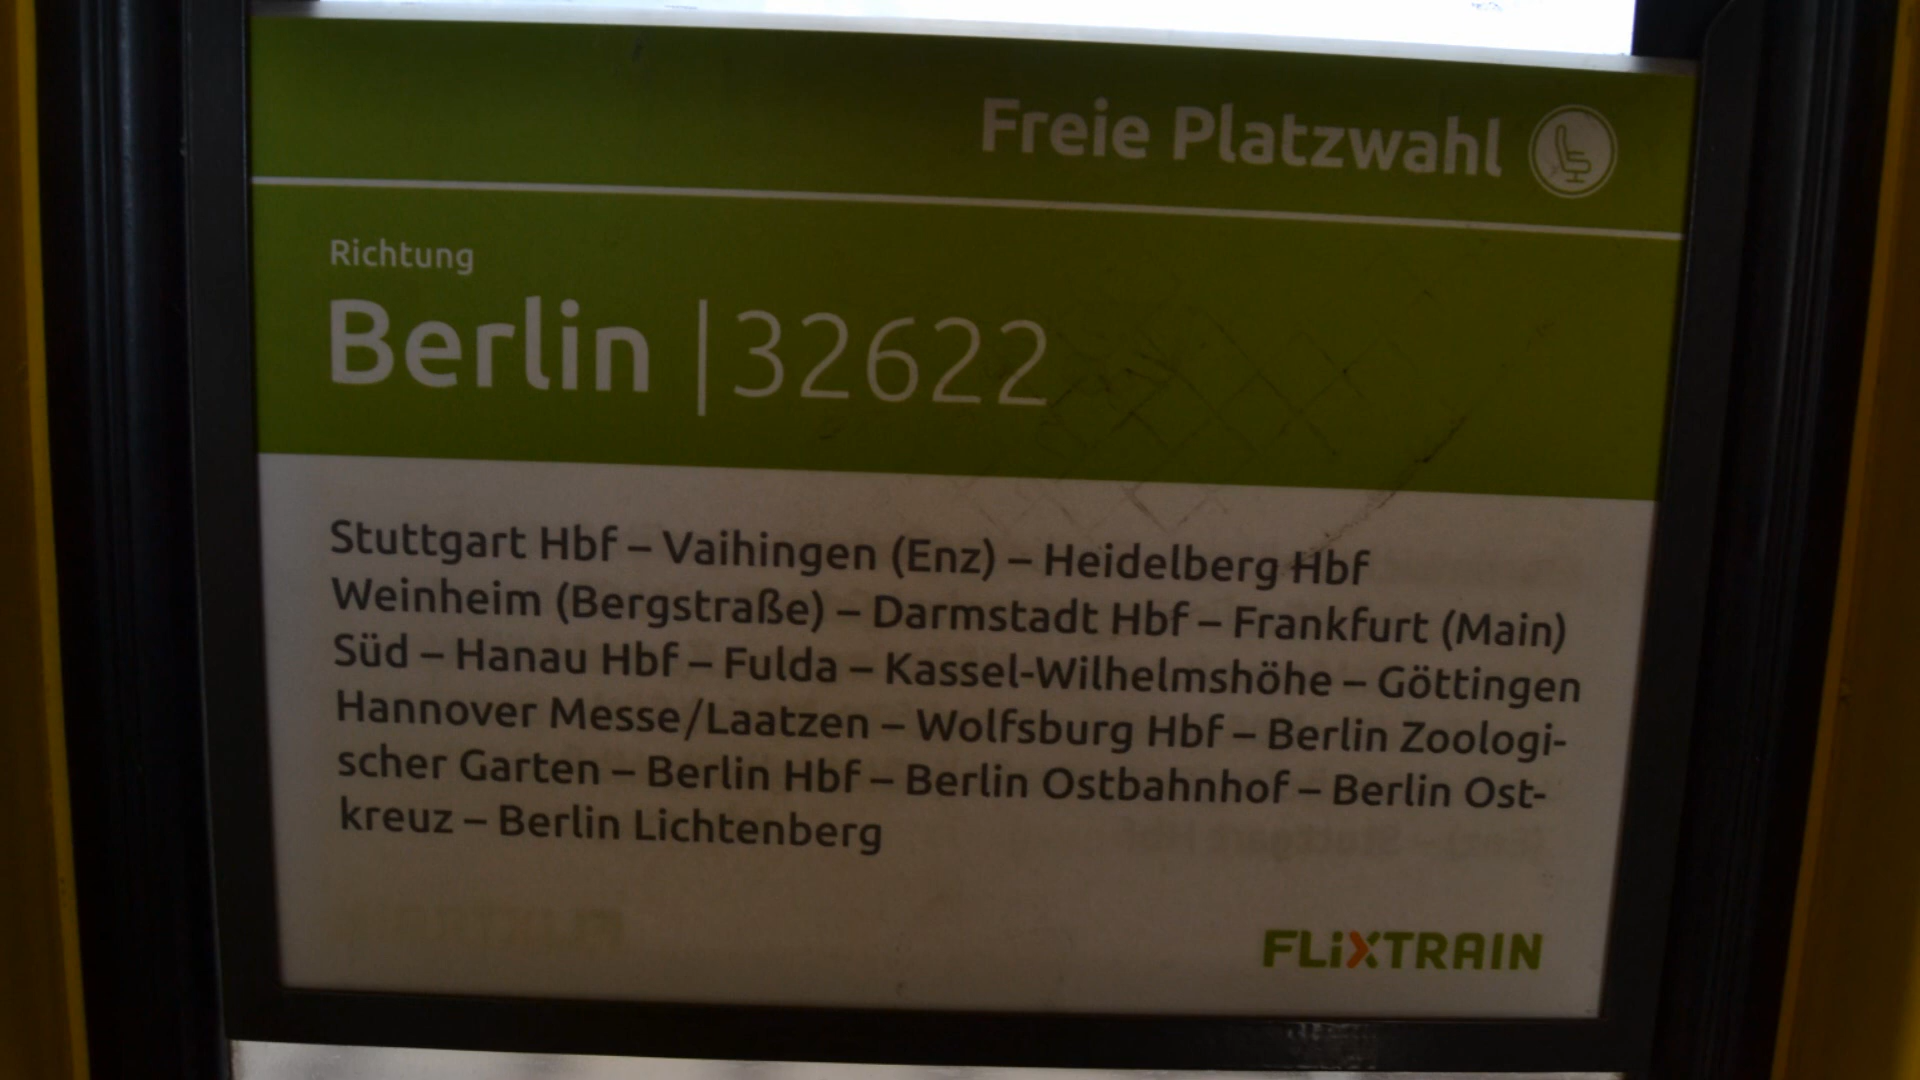 Freie Platzwahl
Richtung
Berlin | 32622
Stuttgart Hbf – Vaihingen (Enz) – Heidelberg Hbf
Weinheim (Bergstraße) – Darmstadt Hbf – Frankfurt (Main)
Süd – Hanau Hbf – Fulda – Kassel-Wilhelmshöhe – Göttingen
Hannover Messe/Laatzen – Wolfsburg Hbf – Berlin Zoologi-
scher Garten – Berlin Hbf – Berlin Ostbahnhof – Berlin Ost-
kreuz – Berlin Lichtenberg
FLiXTRAIN